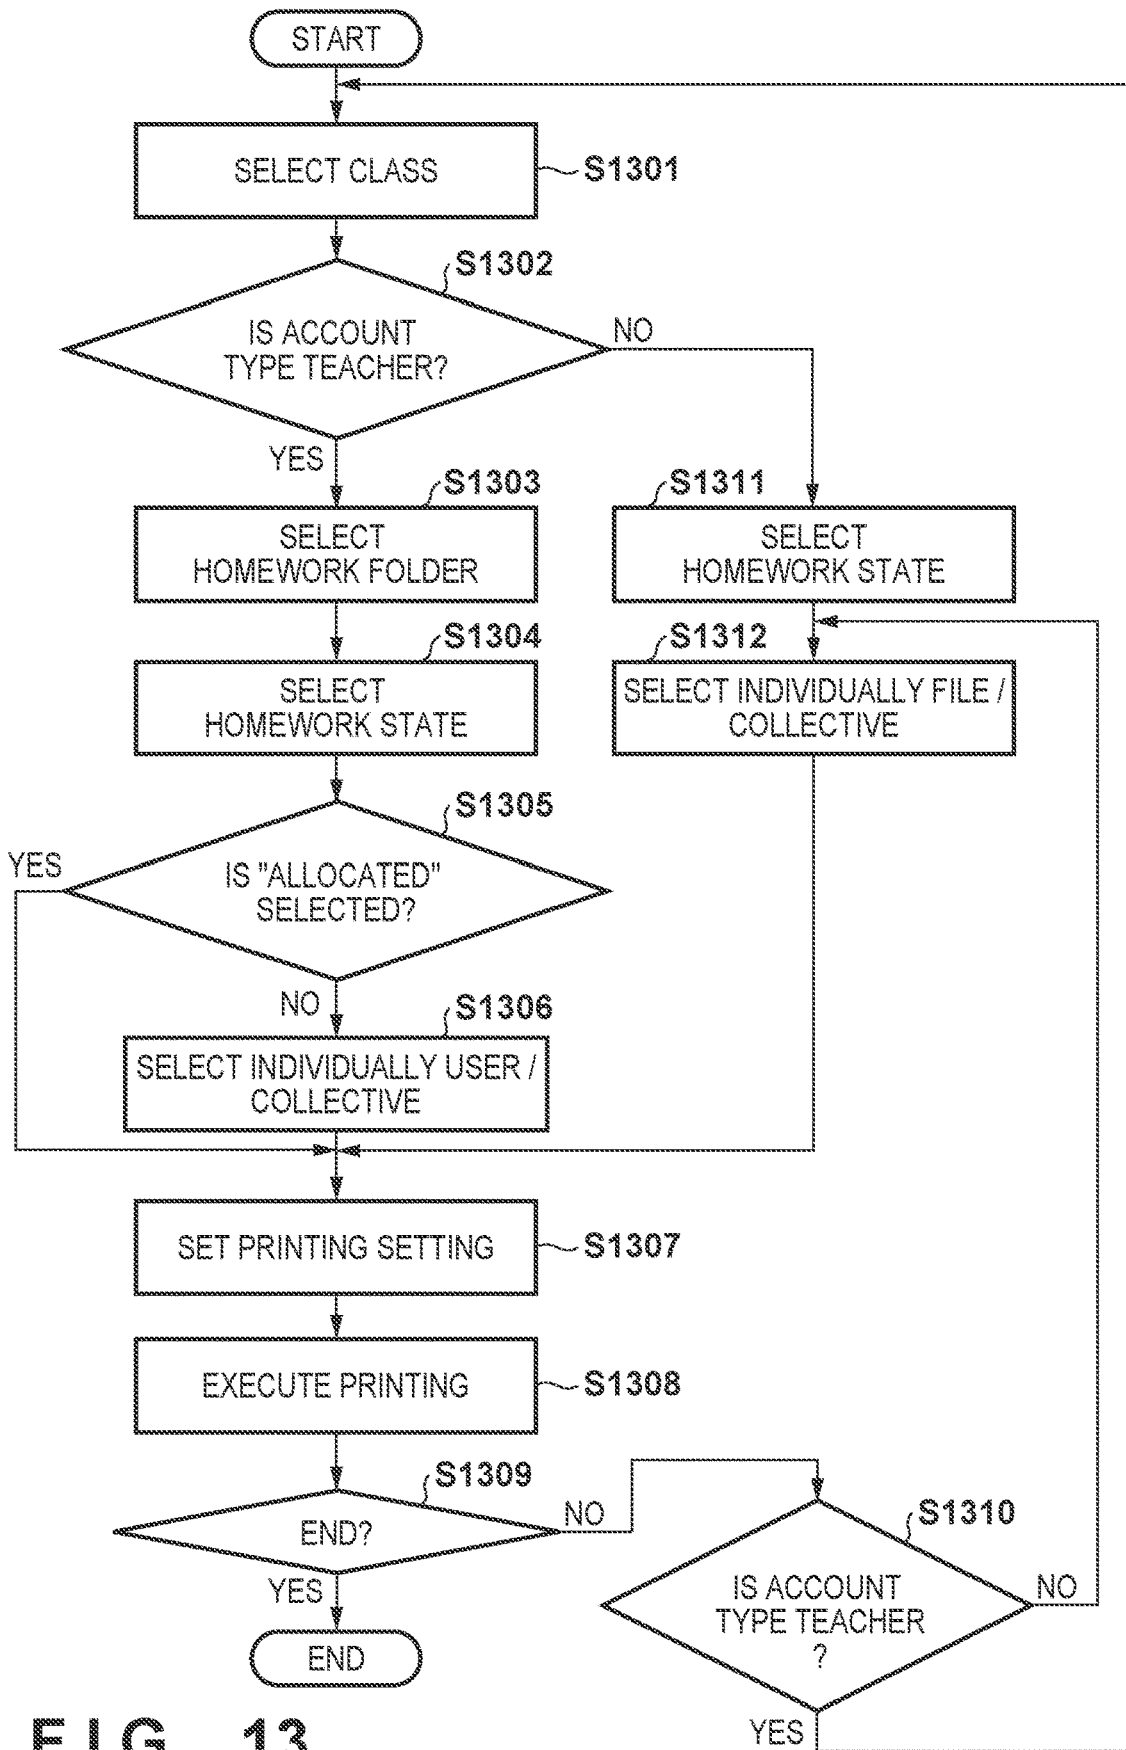 START
SELECT CLASS
S1301
S1302
IS ACCOUNT
TYPE TEACHER?
NO
YES
S1303
SELECT
HOMEWORK FOLDER
S1311
SELECT
HOMEWORK STATE
S1304
SELECT
HOMEWORK STATE
S1312
SELECT INDIVIDUALLY FILE /
COLLECTIVE
S1305
YES
IS "ALLOCATED"
SELECTED?
NO
S1306
SELECT INDIVIDUALLY USER /
COLLECTIVE
SET PRINTING SETTING
S1307
EXECUTE PRINTING
S1308
S1309
END?
NO
YES
END
S1310
IS ACCOUNT
TYPE TEACHER
?
NO
YES
FIG. 13